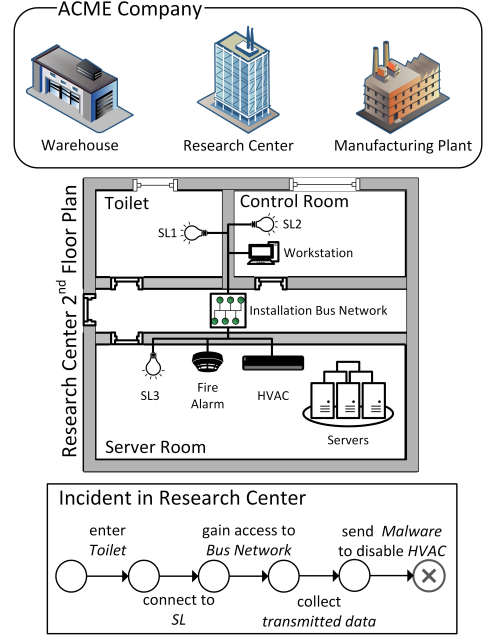 ACME Company
Warehouse
Research Center
Manufacturing Plant
Research Center 2nd Floor Plan
Toilet
Control Room
SL1
SL2
Workstation
Installation Bus Network
SL3
Fire
Alarm
HVAC
Servers
Server Room
Incident in Research Center
enter
Toilet
gain access to
Bus Network
send Malware
to disable HVAC
connect to
SL
collect
transmitted data